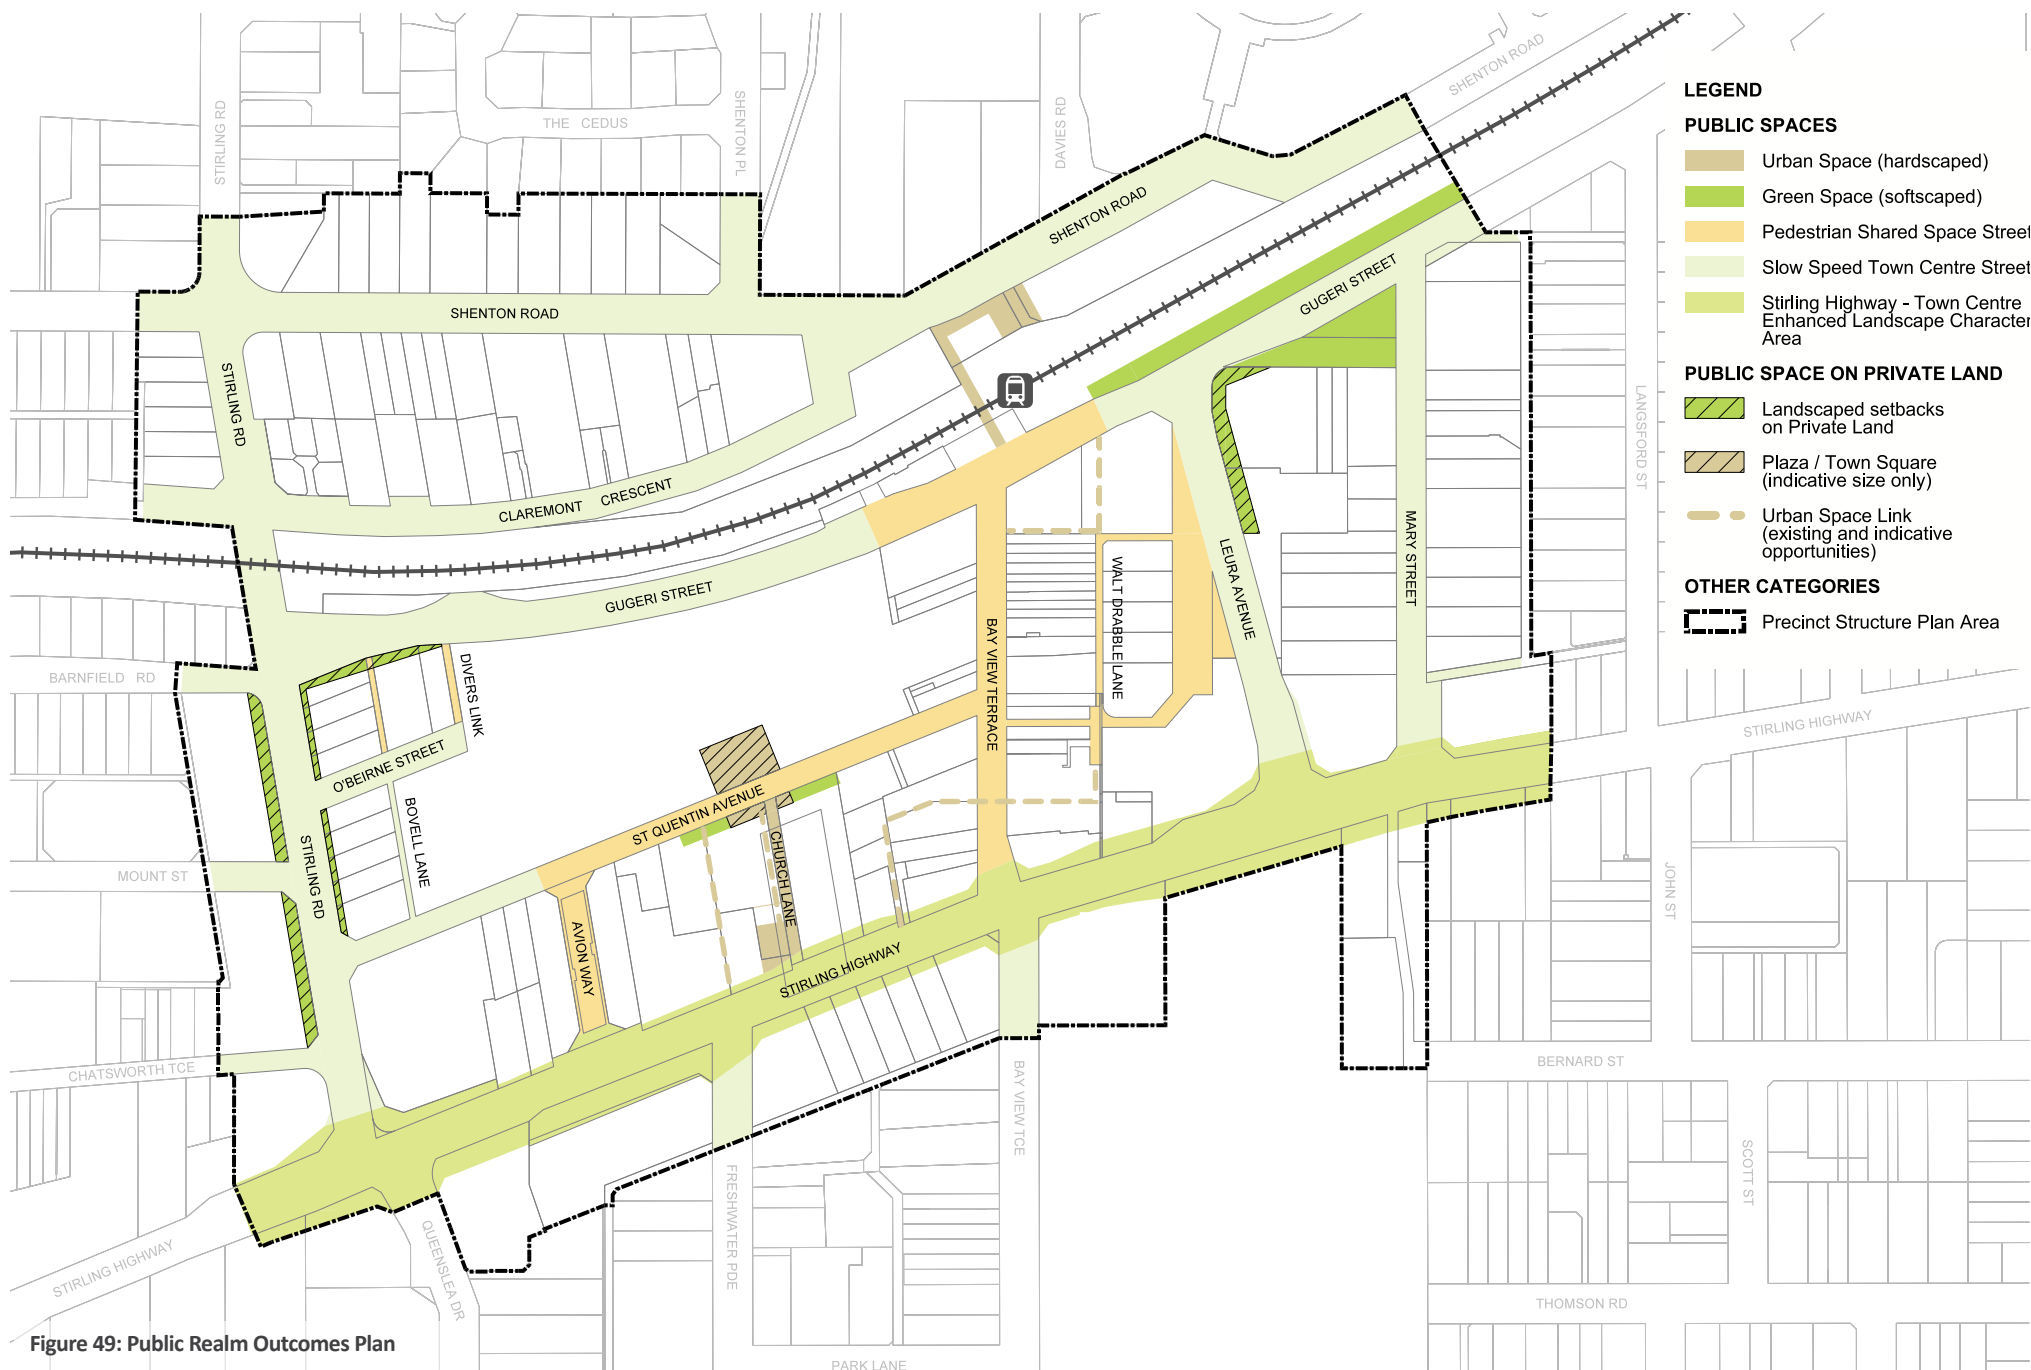 SHENTON ROAD
STIRLING RD
THE CEDUS
SHENTON PL
DAVIES RD
SHENTON ROAD
SHENTON ROAD
STIRLING RD
GUGERI STREET
CLAREMONT CRESCENT
LANGSFORD ST
GUGERI STREET
LEURA AVENUE
MARY STREET
WALT DRABBLE LANE
BAY VIEW TERRACE
BARNFIELD RD
DIVERS LINK
O'BEIRNE STREET
BOVELL LANE
ST QUENTIN AVENUE
CHURCH LANE
STIRLING HIGHWAY
MOUNT ST
STIRLING RD
AVION WAY
STIRLING HIGHWAY
JOHN ST
CHATSWORTH TCE
BAY VIEW TCE
BERNARD ST
SCOTT ST
FRESHWATER PDE
QUEENSLEA DR
STIRLING HIGHWAY
THOMSON RD
PARK LANE
LEGEND
PUBLIC SPACES
Urban Space (hardscaped)
Green Space (softscaped)
Pedestrian Shared Space Street
Slow Speed Town Centre Street
Stirling Highway - Town Centre
Enhanced Landscape Character
Area
PUBLIC SPACE ON PRIVATE LAND
Landscaped setbacks
on Private Land
Plaza / Town Square
(indicative size only)
Urban Space Link
(existing and indicative
opportunities)
OTHER CATEGORIES
Precinct Structure Plan Area
Figure 49: Public Realm Outcomes Plan